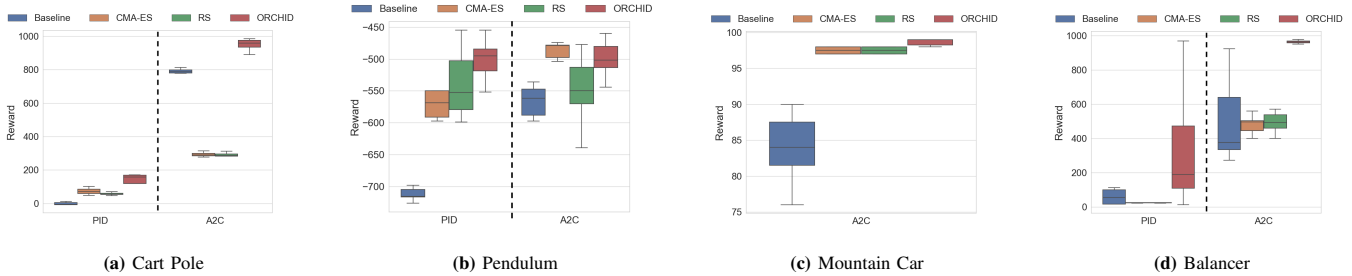 Baseline CMA-ES RS ORCHID
Reward
1000
800
600
400
200
0
PID A2C
(a) Cart Pole
Baseline CMA-ES RS ORCHID
Reward
−450
−500
−550
−600
−650
−700
PID A2C
(b) Pendulum
Baseline CMA-ES RS ORCHID
Reward
100
95
90
85
80
75
A2C
(c) Mountain Car
Baseline CMA-ES RS ORCHID
Reward
1000
800
600
400
200
0
PID A2C
(d) Balancer